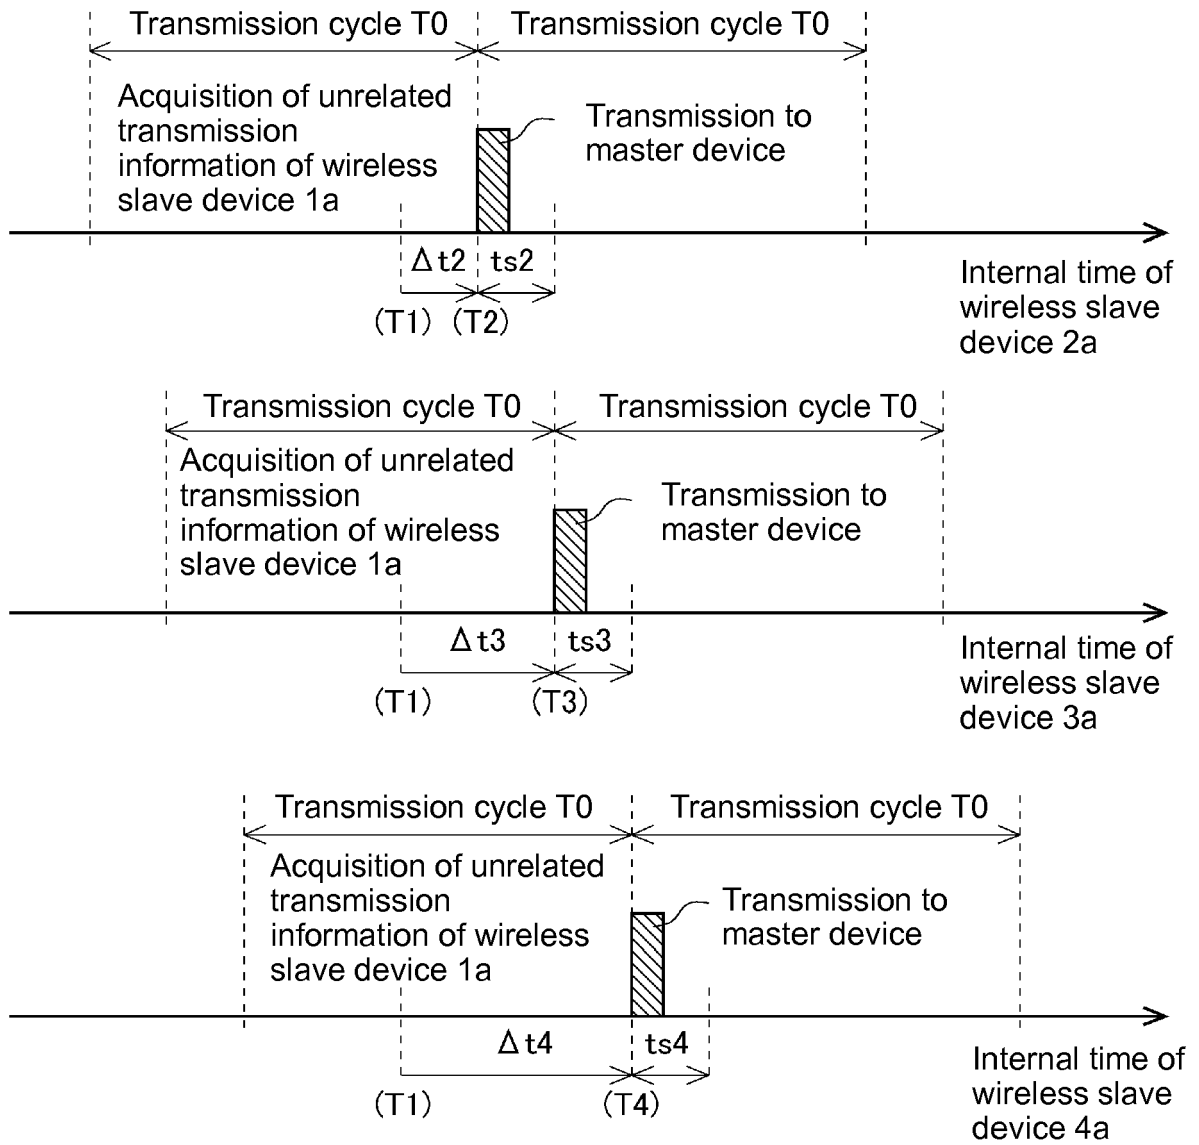 Transmission cycle T0
Transmission cycle T0
Acquisition of unrelated
transmission
information of wireless
slave device 1a
Transmission to
master device
Δt2
ts2
(T1)
(T2)
Internal time of
wireless slave
device 2a
Transmission cycle T0
Transmission cycle T0
Acquisition of unrelated
transmission
information of wireless
slave device 1a
Transmission to
master device
Δt3
ts3
(T1)
(T3)
Internal time of
wireless slave
device 3a
Transmission cycle T0
Transmission cycle T0
Acquisition of unrelated
transmission
information of wireless
slave device 1a
Transmission to
master device
Δt4
ts4
(T1)
(T4)
Internal time of
wireless slave
device 4a